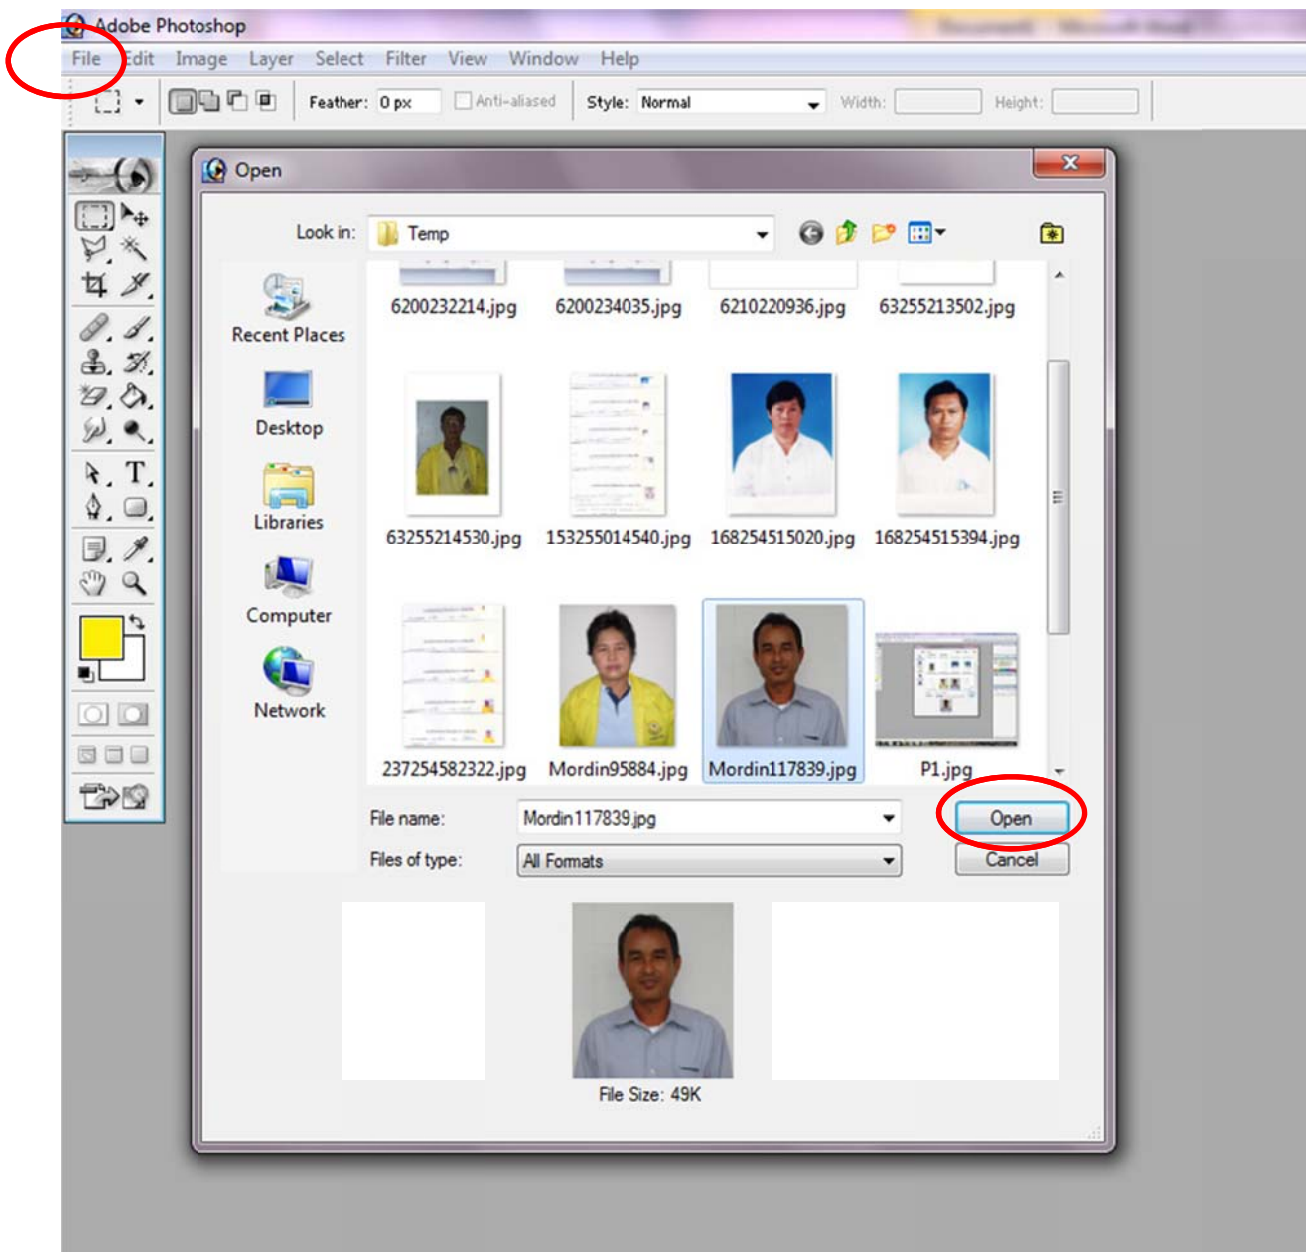 Adobe Photoshop
File Edit Image Layer Select Filter View Window Help
Feather: 0 px Anti-aliased Style: Normal Width: Height:
Open
Look in: Temp
6200232214.jpg 6200234035.jpg 6210220936.jpg 63255213502.jpg
Recent Places
Desktop
63255214530.jpg 153255014540.jpg 168254515020.jpg 168254515394.jpg
Libraries
Computer
Network
237254582322.jpg Mordin95884.jpg Mordin117839.jpg P1.jpg
File name: Mordin117839.jpg Open
Files of type: All Formats Cancel
File Size: 49K